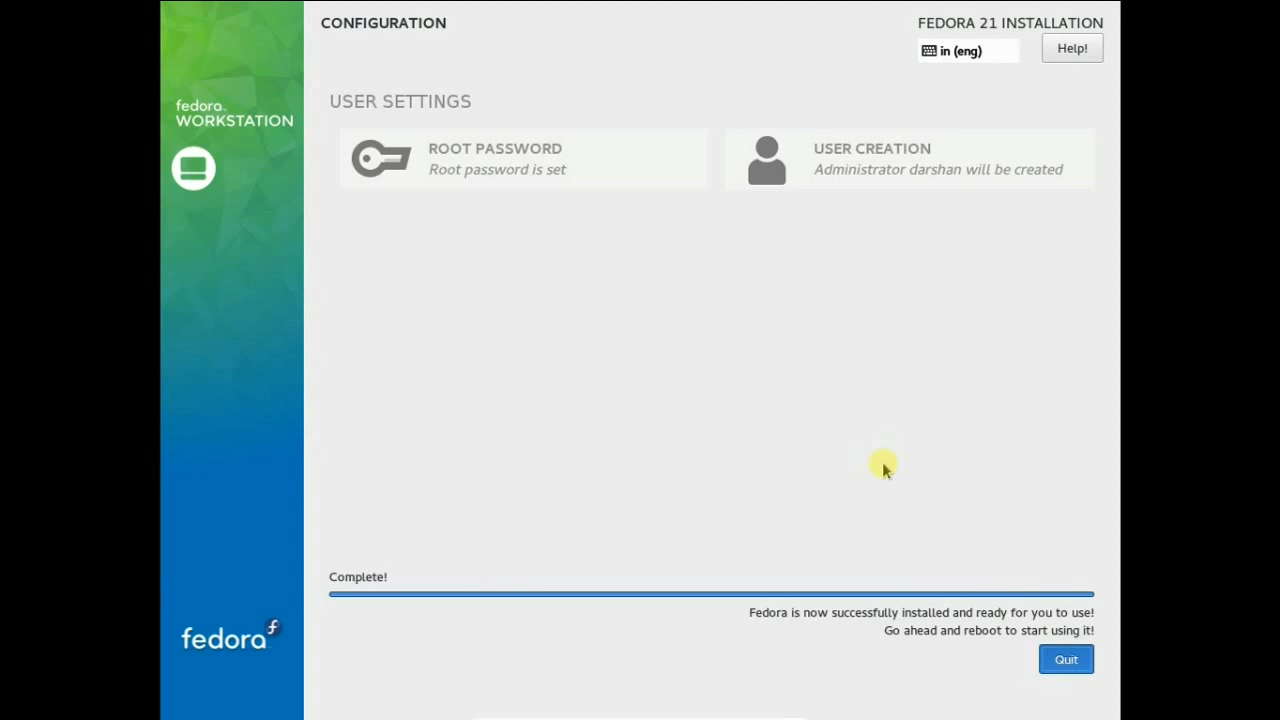 CONFIGURATION
FEDORA 21 INSTALLATION
in (eng)
Help!
fedora™
WORKSTATION
USER SETTINGS
ROOT PASSWORD
Root password is set
USER CREATION
Administrator darshan will be created
Complete!
Fedora is now successfully installed and ready for you to use!
Go ahead and reboot to start using it!
Quit
fedora